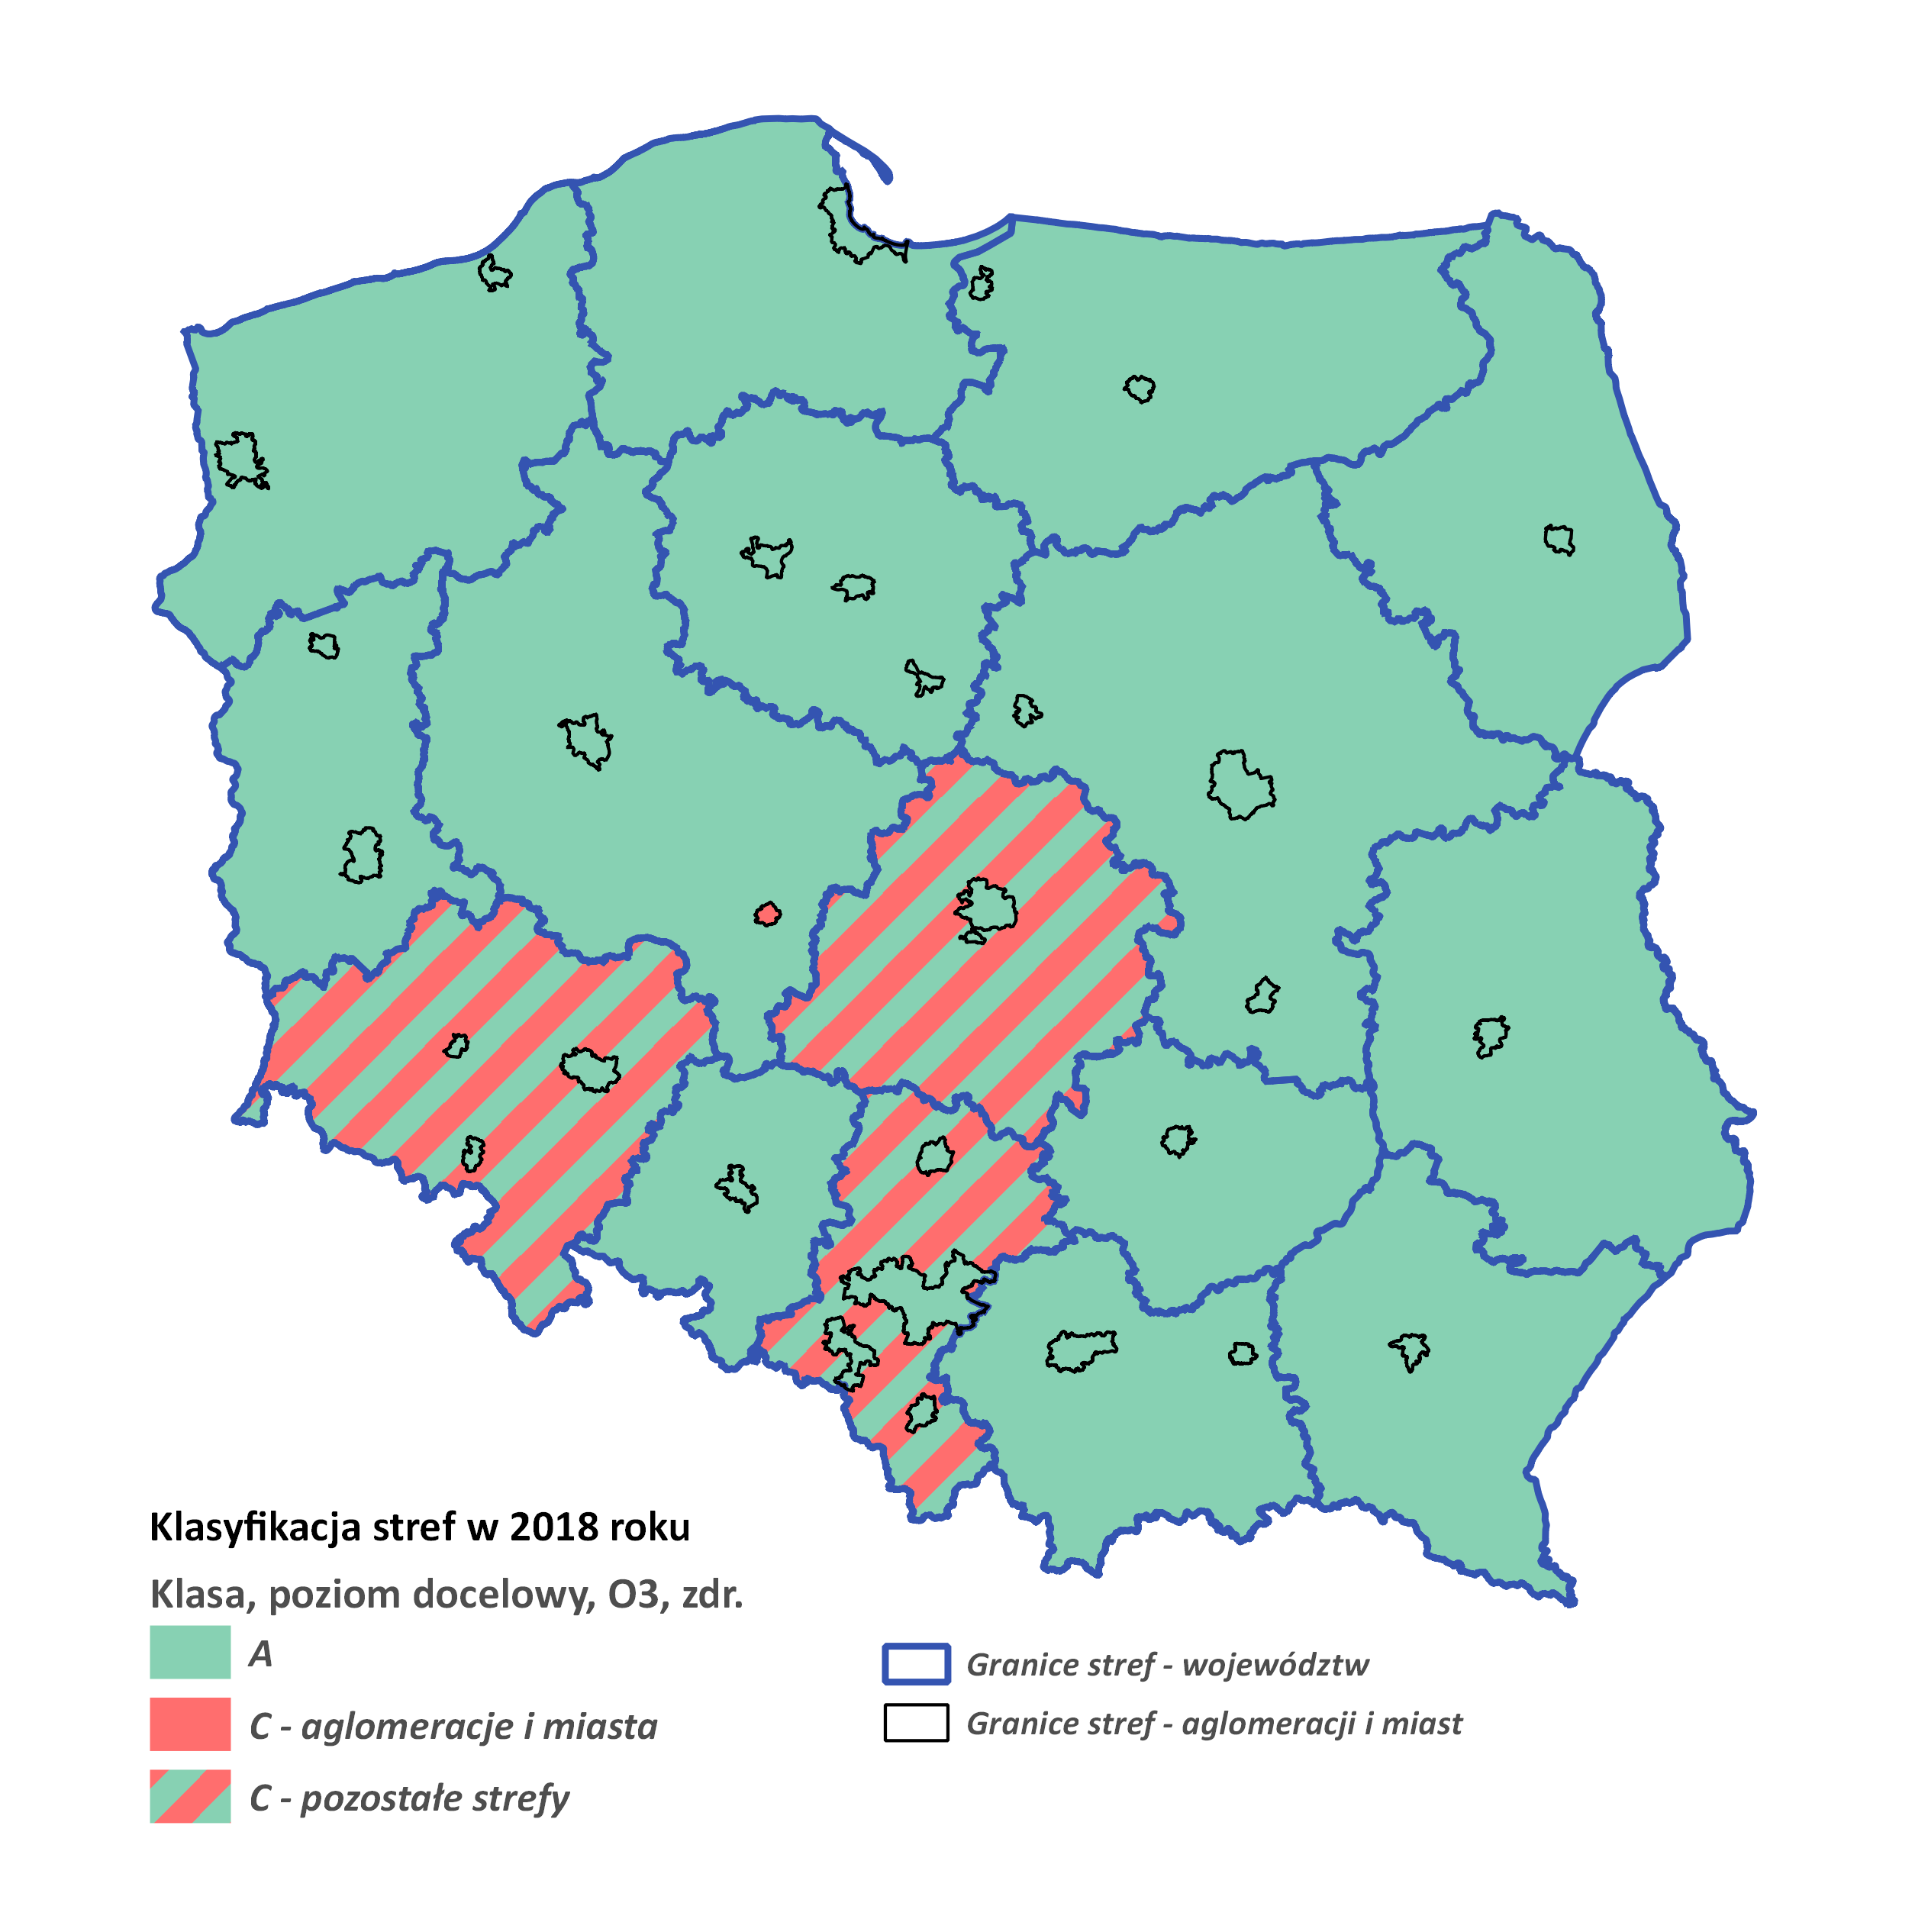 Klasyfikacja stref w 2018 roku
Klasa, poziom docelowy, O3, zdr.
A
C - aglomeracje i miasta
C - pozostałe strefy
Granice stref - województw
Granice stref - aglomeracji i miast